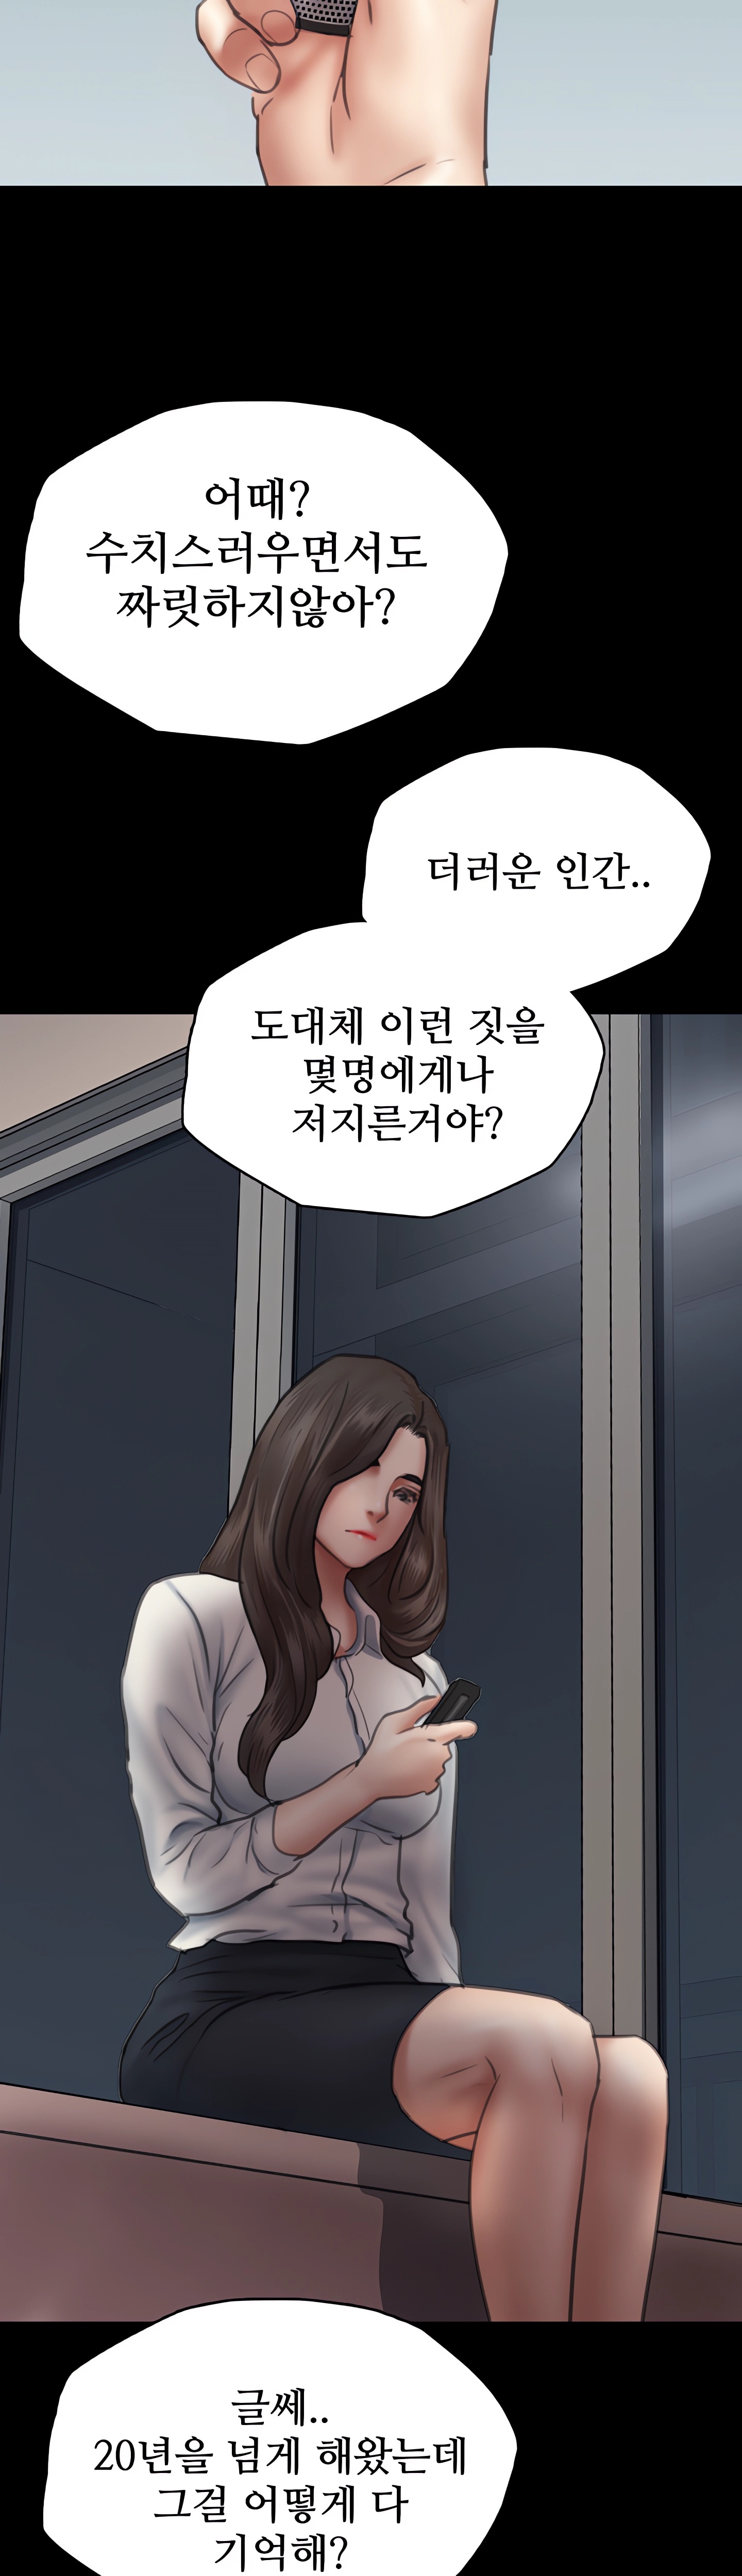 어때?
수치스러우면서도
짜릿하지않아?
더러운 인간..
도대체 이런 짓을
몇명에게나
저지른거야?
글쎄..
20년을 넘게 해왔는데
그걸 어떻게 다
기억해?